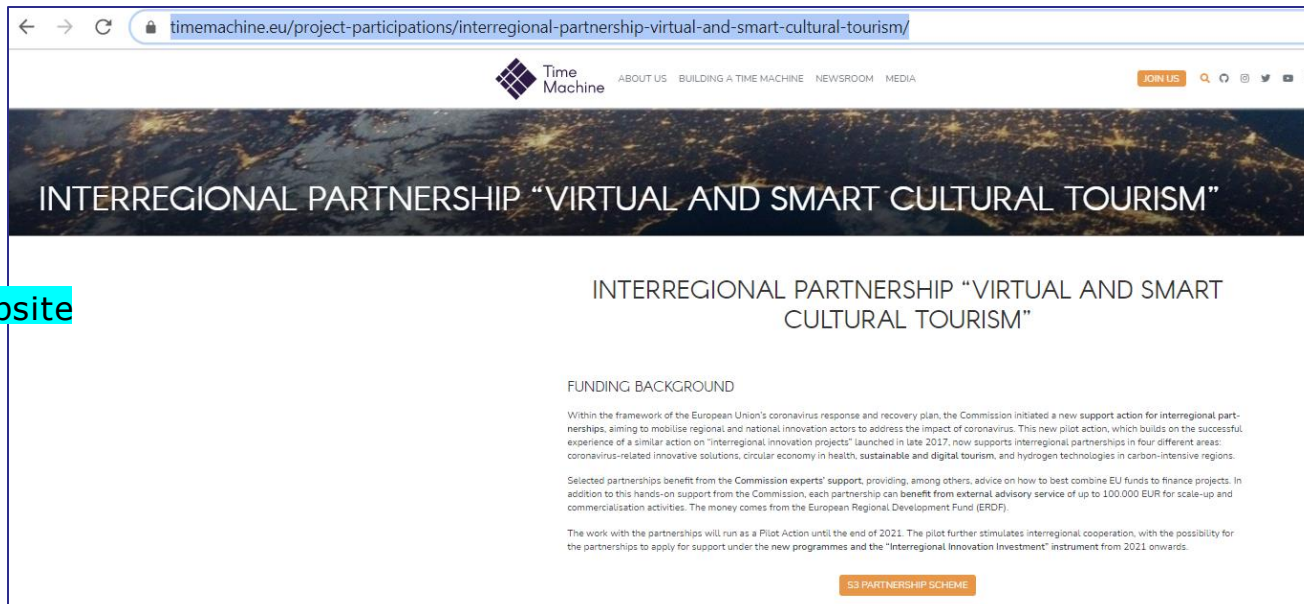 timemachine.eu/project-participations/interregional-partnership-virtual-and-smart-cultural-tourism/
Time
Machine
ABOUT US BUILDING A TIME MACHINE NEWSROOM MEDIA
JOIN US
INTERREGIONAL PARTNERSHIP “VIRTUAL AND SMART CULTURAL TOURISM”
INTERREGIONAL PARTNERSHIP “VIRTUAL AND SMART
CULTURAL TOURISM”
FUNDING BACKGROUND
Within the framework of the European Union's coronavirus response and recovery plan, the Commission initiated a new support action for interregional part-
nerships, aiming to mobilise regional and national innovation actors to address the impact of coronavirus. This new pilot action, which builds on the successful
experience of a similar action on “interregional innovation projects” launched in late 2017, now supports interregional partnerships in four different areas:
coronavirus-related innovative solutions, circular economy in health, sustainable and digital tourism, and hydrogen technologies in carbon-intensive regions.
Selected partnerships benefit from the Commission experts' support, providing, among others, advice on how to best combine EU funds to finance projects. In
addition to this hands-on support from the Commission, each partnership can benefit from external advisory service of up to 100.000 EUR for scale-up and
commercialisation activities. The money comes from the European Regional Development Fund (ERDF).
The work with the partnerships will run as a Pilot Action until the end of 2021. The pilot further stimulates interregional cooperation, with the possibility for
the partnerships to apply for support under the new programmes and the “Interregional Innovation Investment” instrument from 2021 onwards.
S3 PARTNERSHIP SCHEME